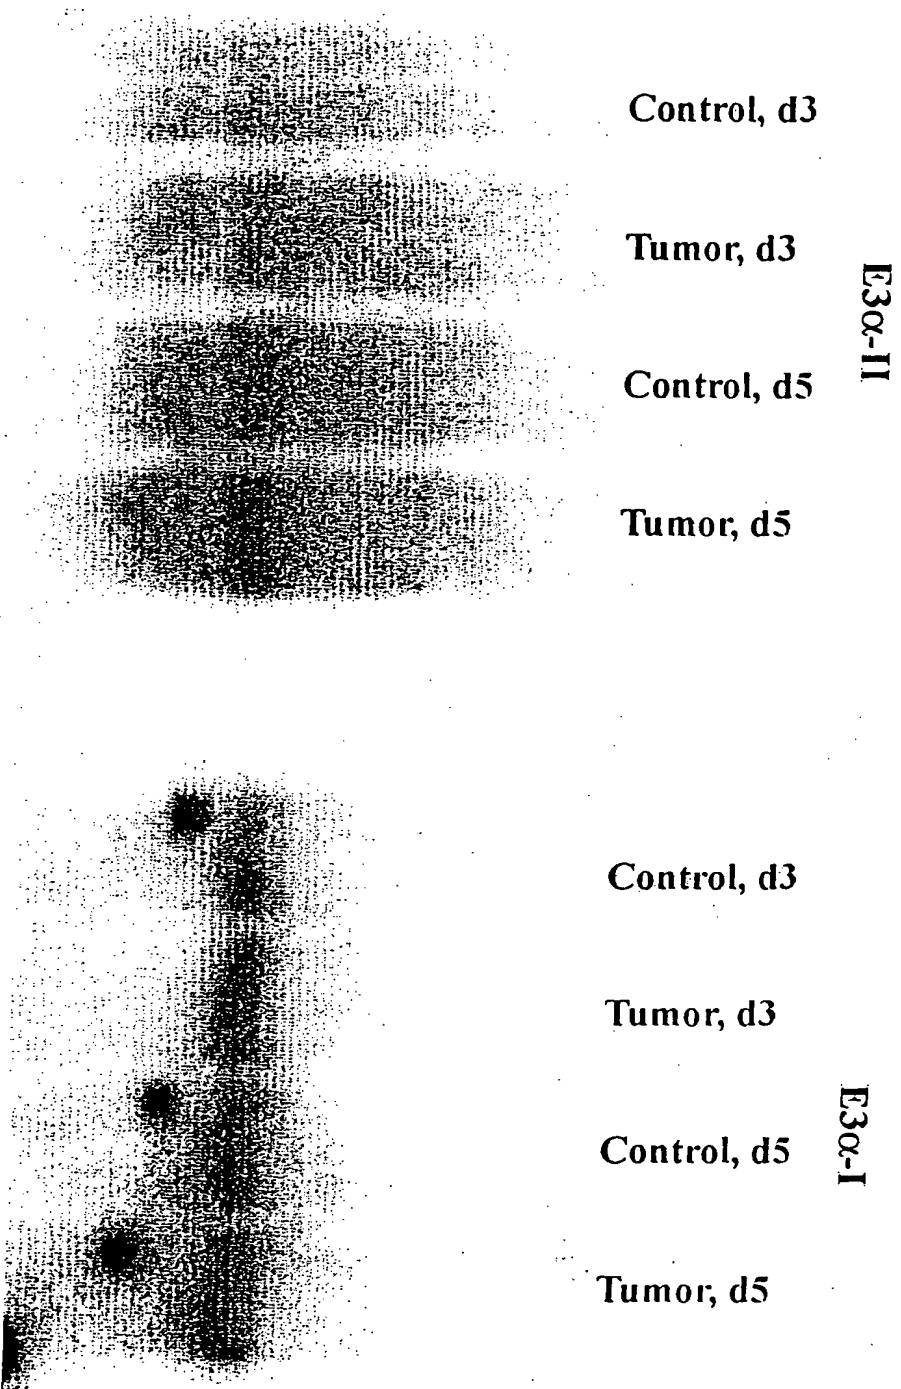 Control, d3
Tumor, d3
Control, d5
Tumor, d5
E3α-II
Control, d3
Tumor, d3
Control, d5
Tumor, d5
E3α-I